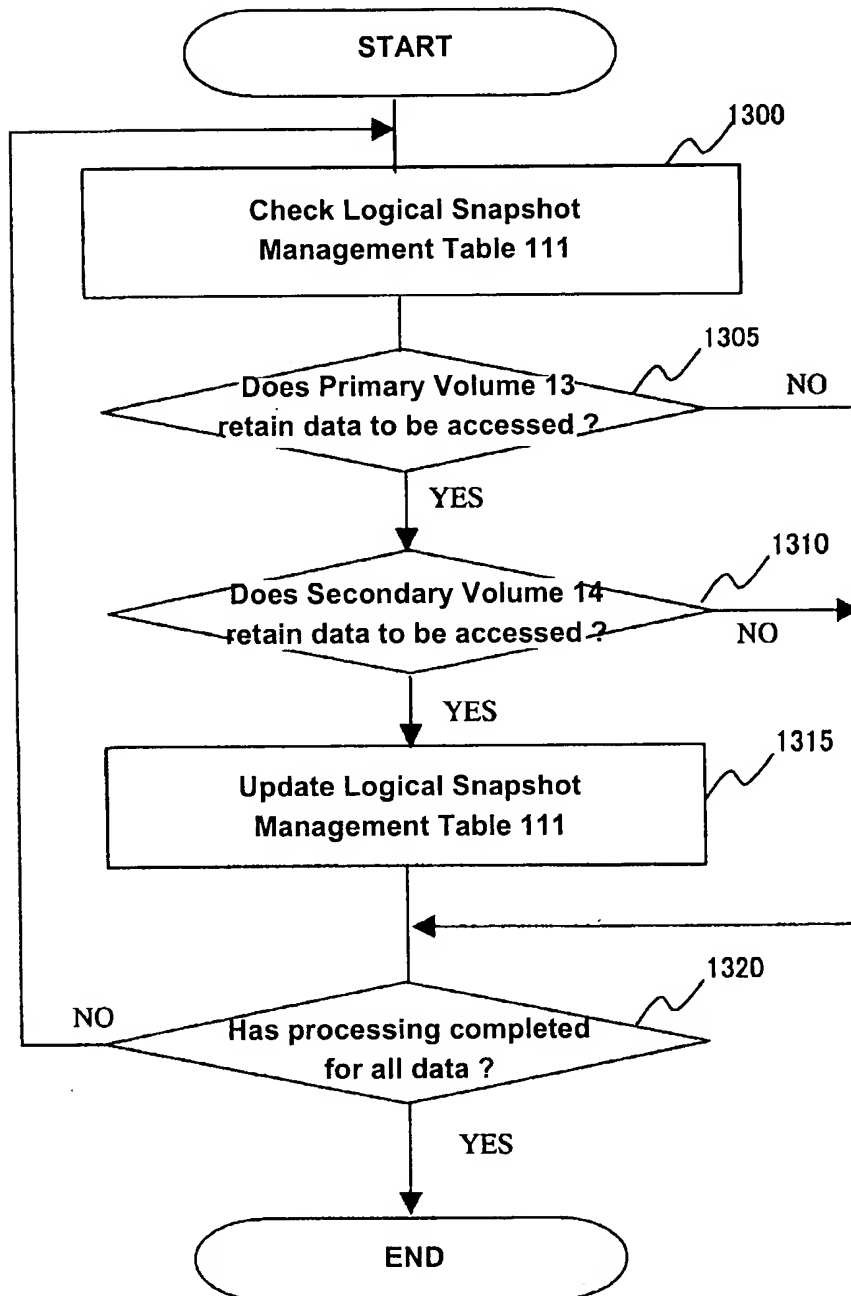 START
1300
Check Logical Snapshot
Management Table 111
1305
Does Primary Volume 13
retain data to be accessed ?
NO
YES
1310
Does Secondary Volume 14
retain data to be accessed ?
NO
YES
1315
Update Logical Snapshot
Management Table 111
1320
NO
Has processing completed
for all data ?
YES
END